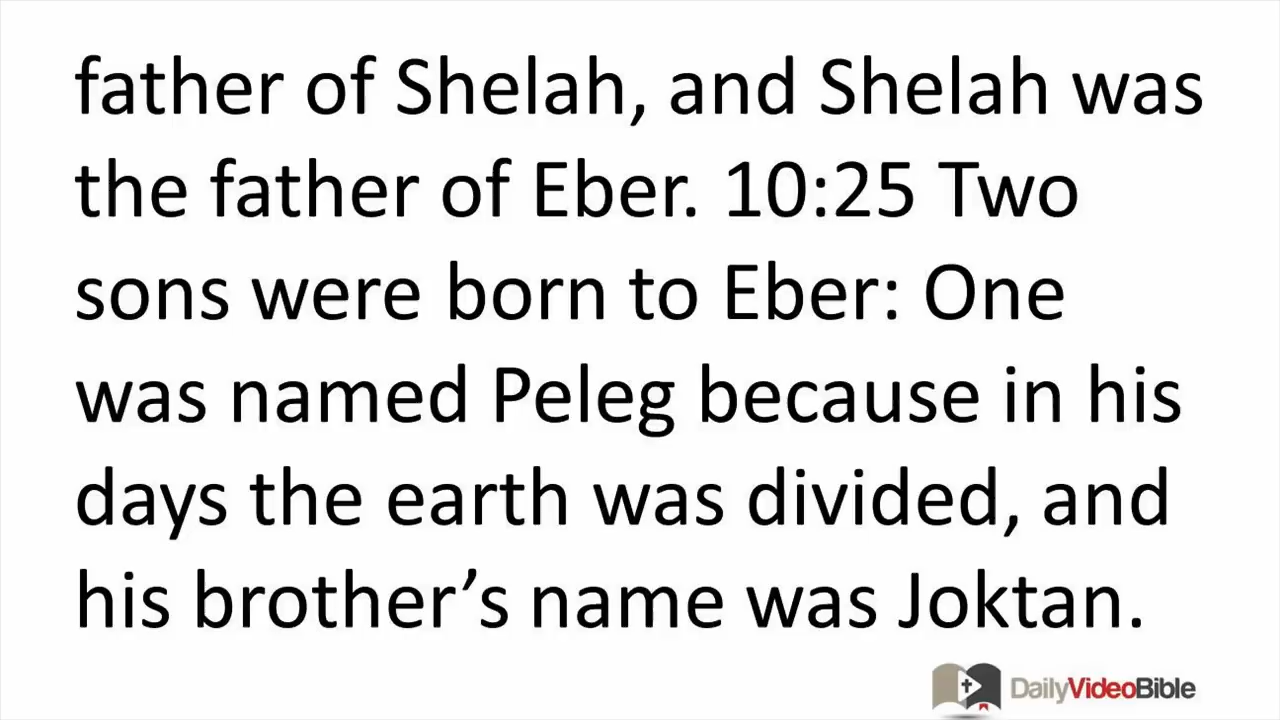 father of Shelah, and Shelah was
the father of Eber. 10:25 Two
sons were born to Eber: One
was named Peleg because in his
days the earth was divided, and
his brother’s name was Joktan.
DailyVideoBible